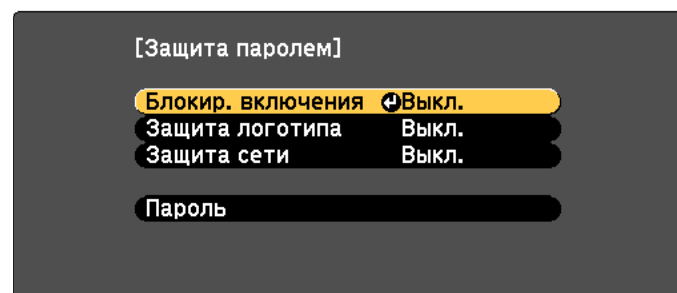 [Защита паролем]
Блокир. включения Выкл.
Защита логотипа Выкл.
Защита сети Выкл.
Пароль